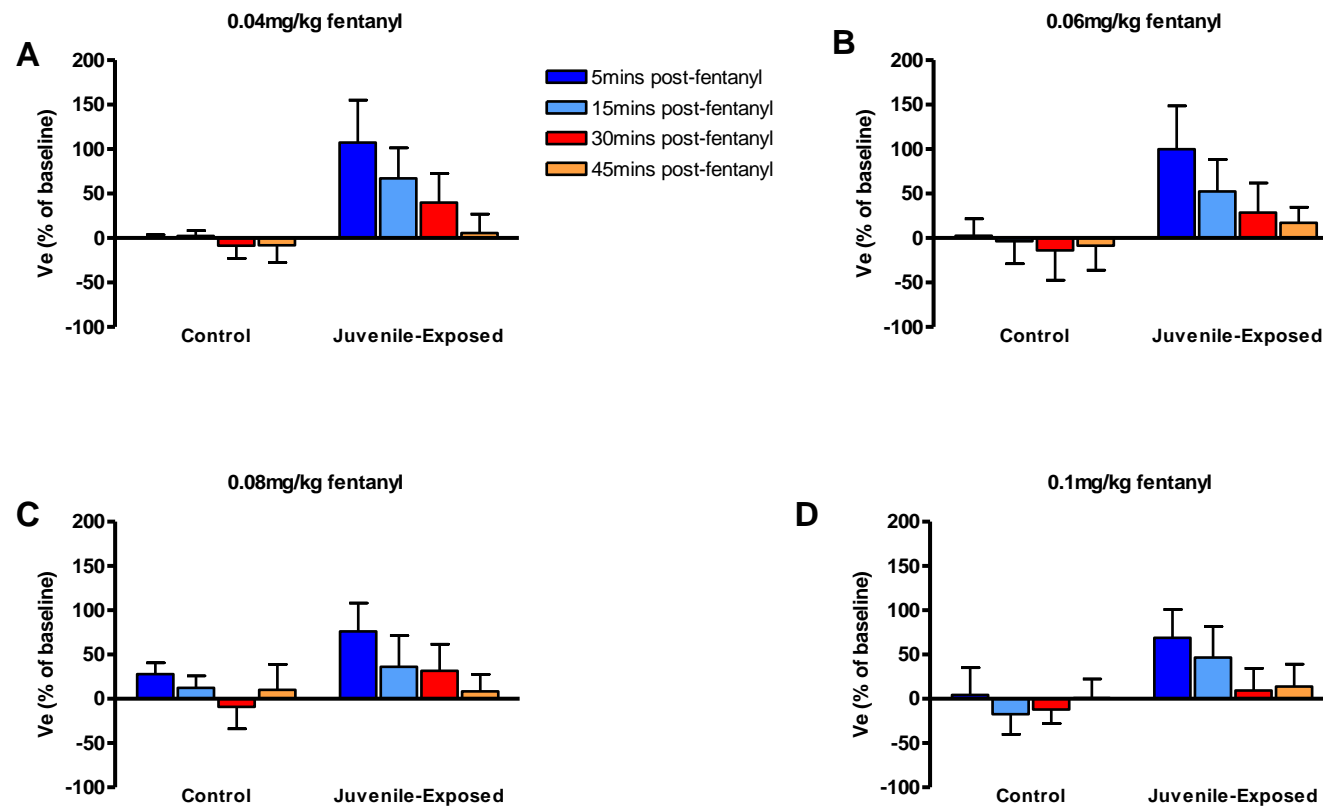 0.04mg/kg fentanyl
A
200
150
100
50
0
-50
-100
Ve (% of baseline)
Control
Juvenile-Exposed
5mins post-fentanyl
15mins post-fentanyl
30mins post-fentanyl
45mins post-fentanyl
0.06mg/kg fentanyl
B
200
150
100
50
0
-50
-100
Ve (% of baseline)
Control
Juvenile-Exposed
0.08mg/kg fentanyl
C
200
150
100
50
0
-50
-100
Ve (% of baseline)
Control
Juvenile-Exposed
0.1mg/kg fentanyl
D
200
150
100
50
0
-50
-100
Ve (% of baseline)
Control
Juvenile-Exposed